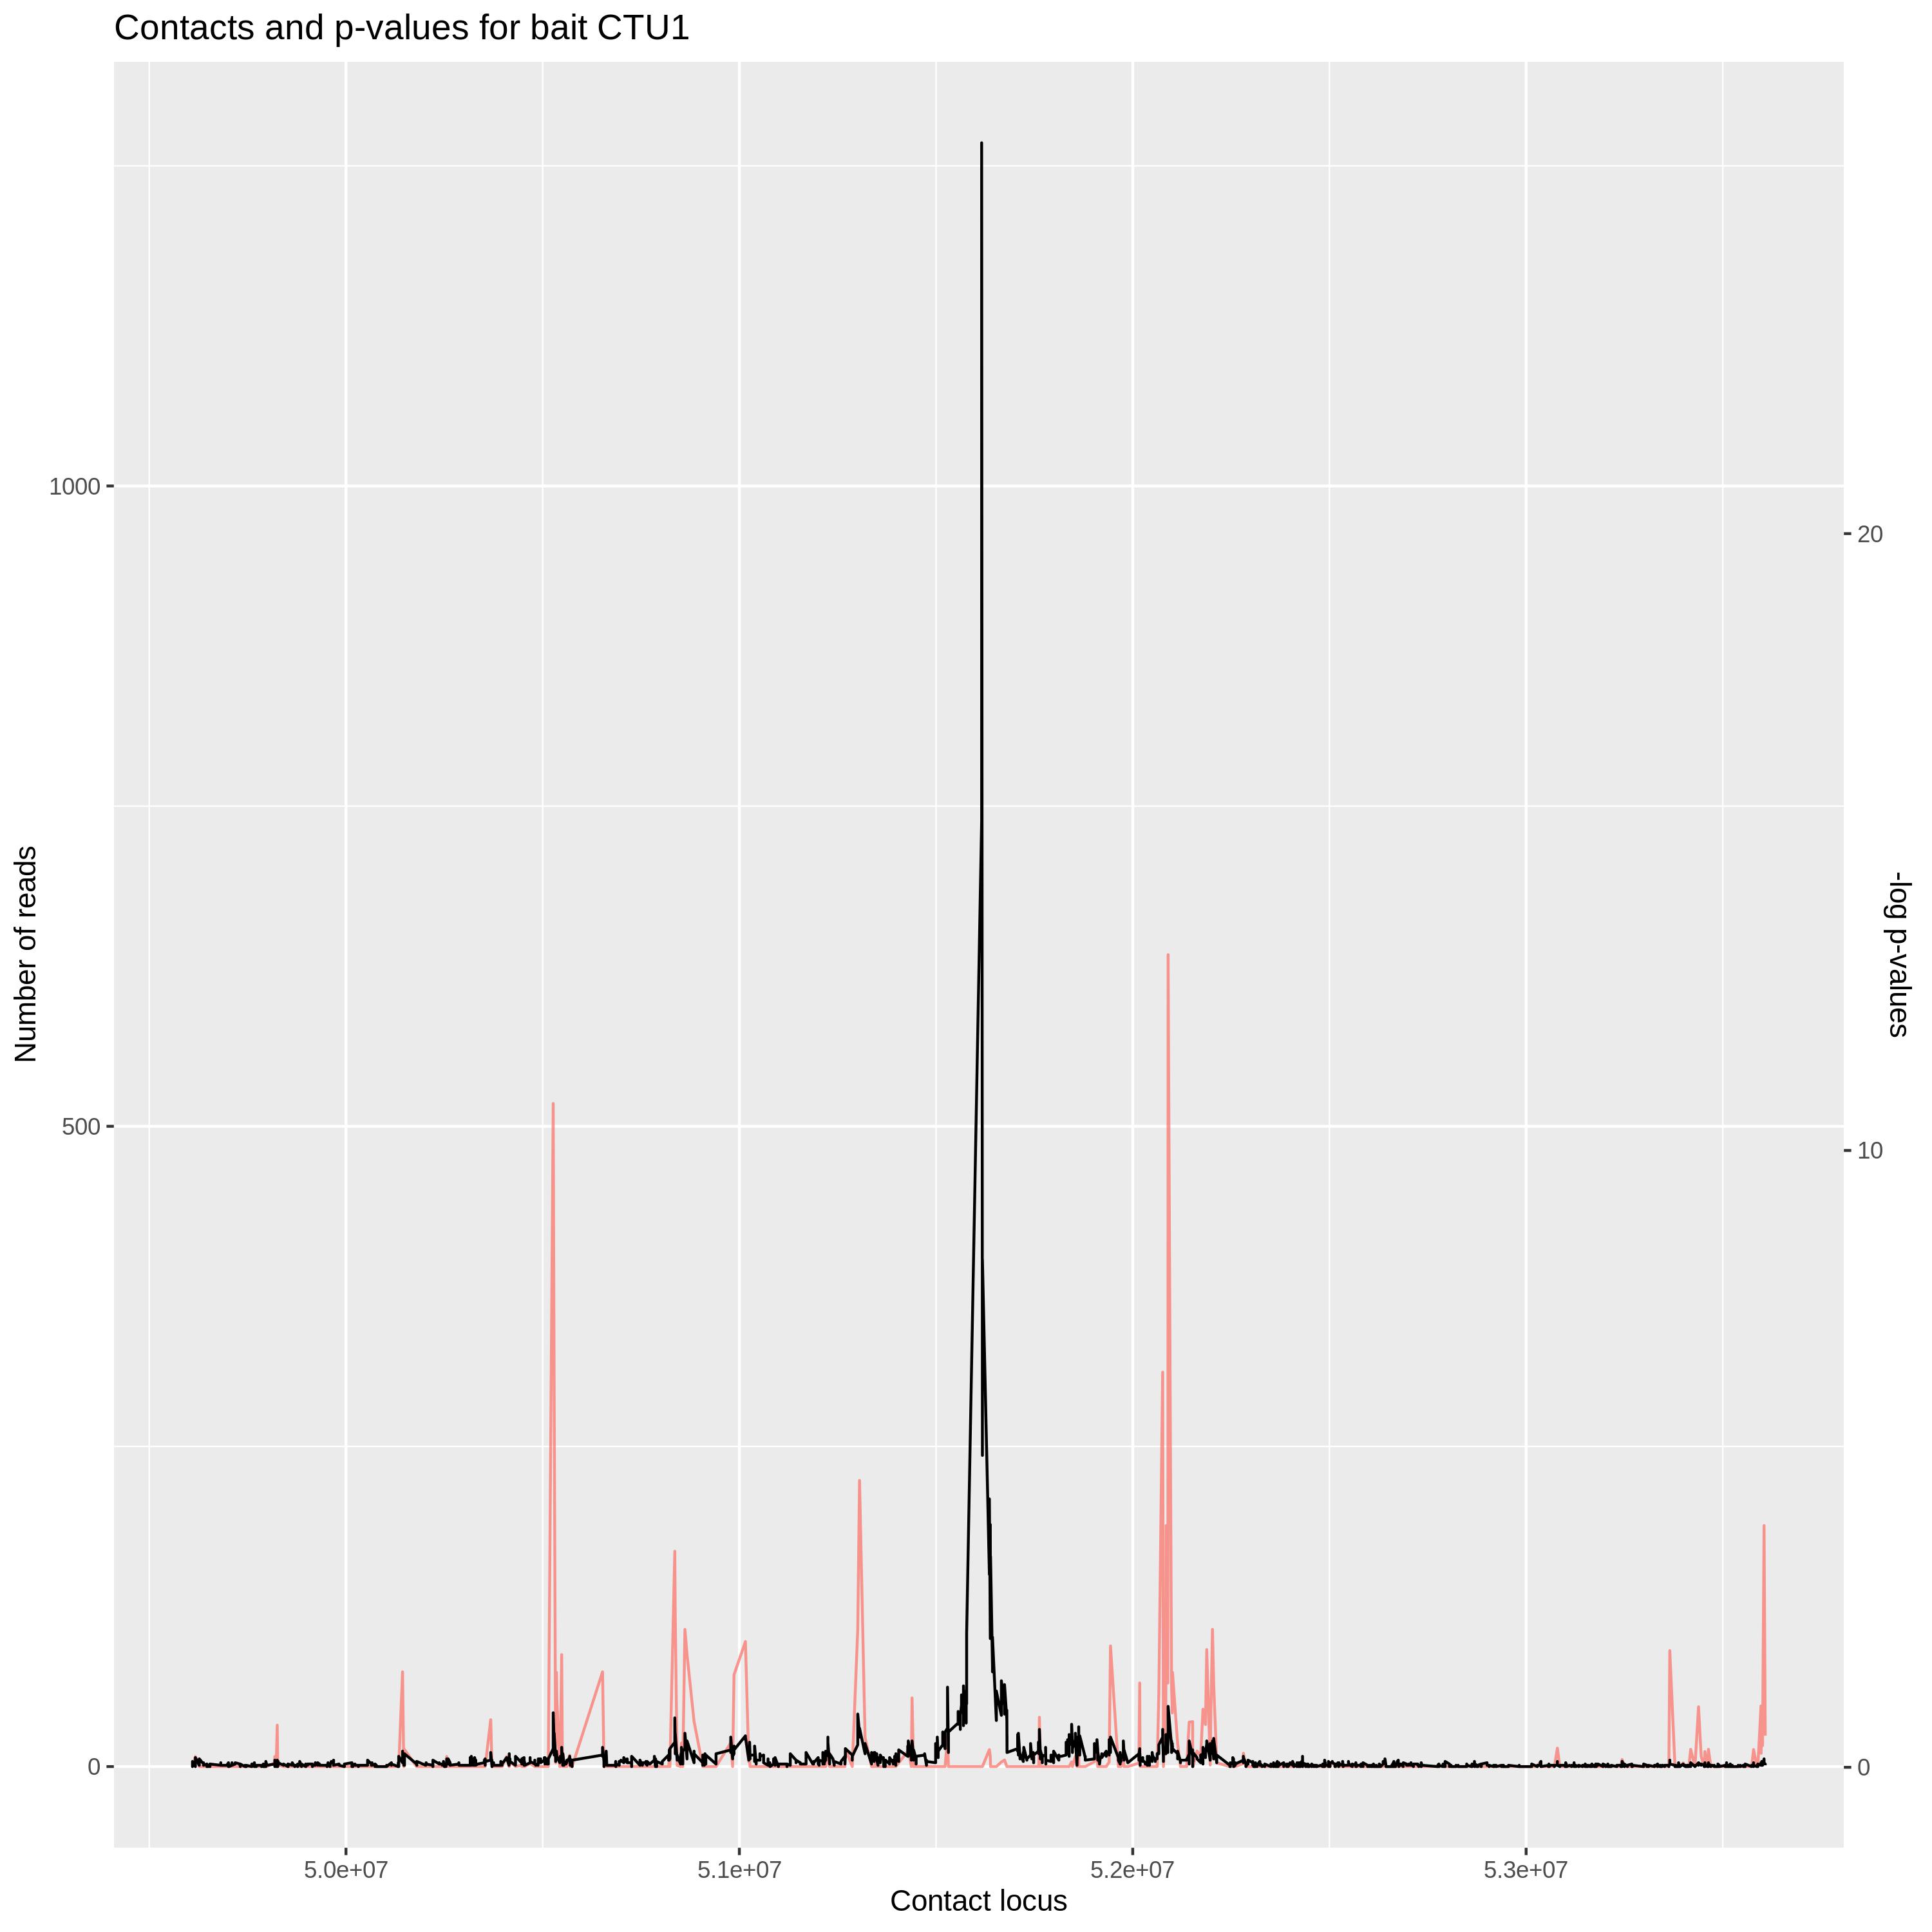 Contacts and p-values for bait CTU1
1000
500
0
Number of reads
20
10
0
-log p-values
5.0e+07
5.1e+07
5.2e+07
5.3e+07
Contact locus